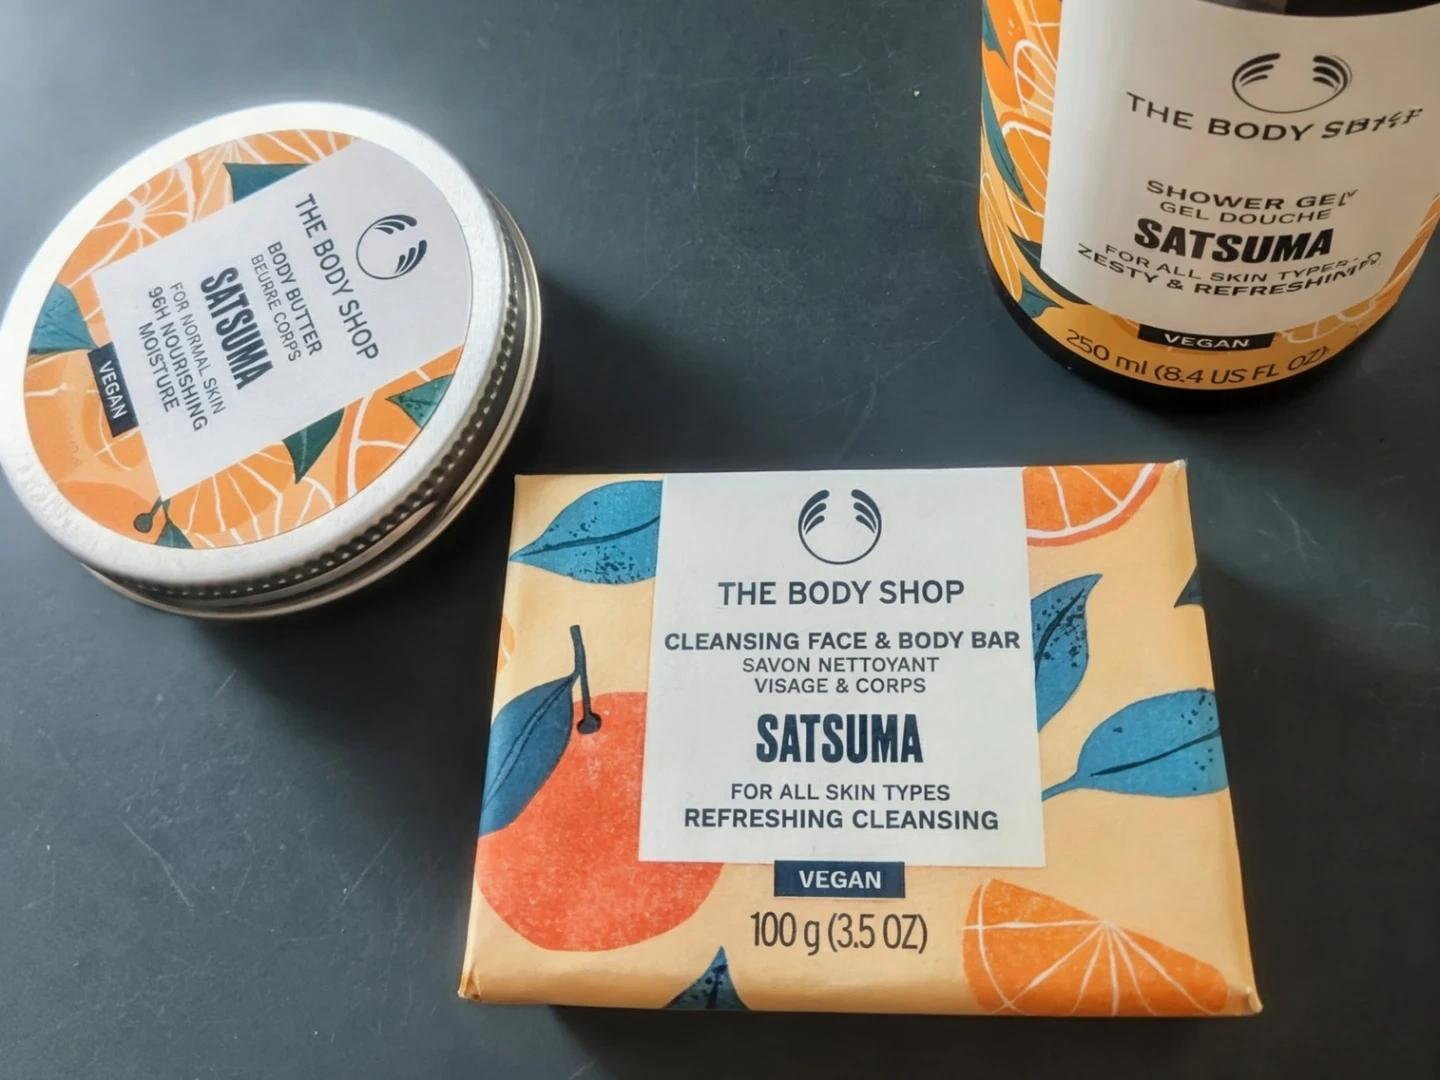 THE BODY SHOP
BODY BUTTER
BEURRE CORPS
SATSUMA
FOR NORMAL SKIN
96H NOURISHING
MOISTURE
VEGAN
THE BODY
SHOWER GEL
GEL DOUCHE
SATSUMA
FOR ALL SKIN TYPES
ZESTY & REFRESHING
VEGAN
250 ml (8.4 US FL OZ)
THE BODY SHOP
CLEANSING FACE & BODY BAR
SAVON NETTOYANT
VISAGE & CORPS
SATSUMA
FOR ALL SKIN TYPES
REFRESHING CLEANSING
VEGAN
100 g (3.5 OZ)